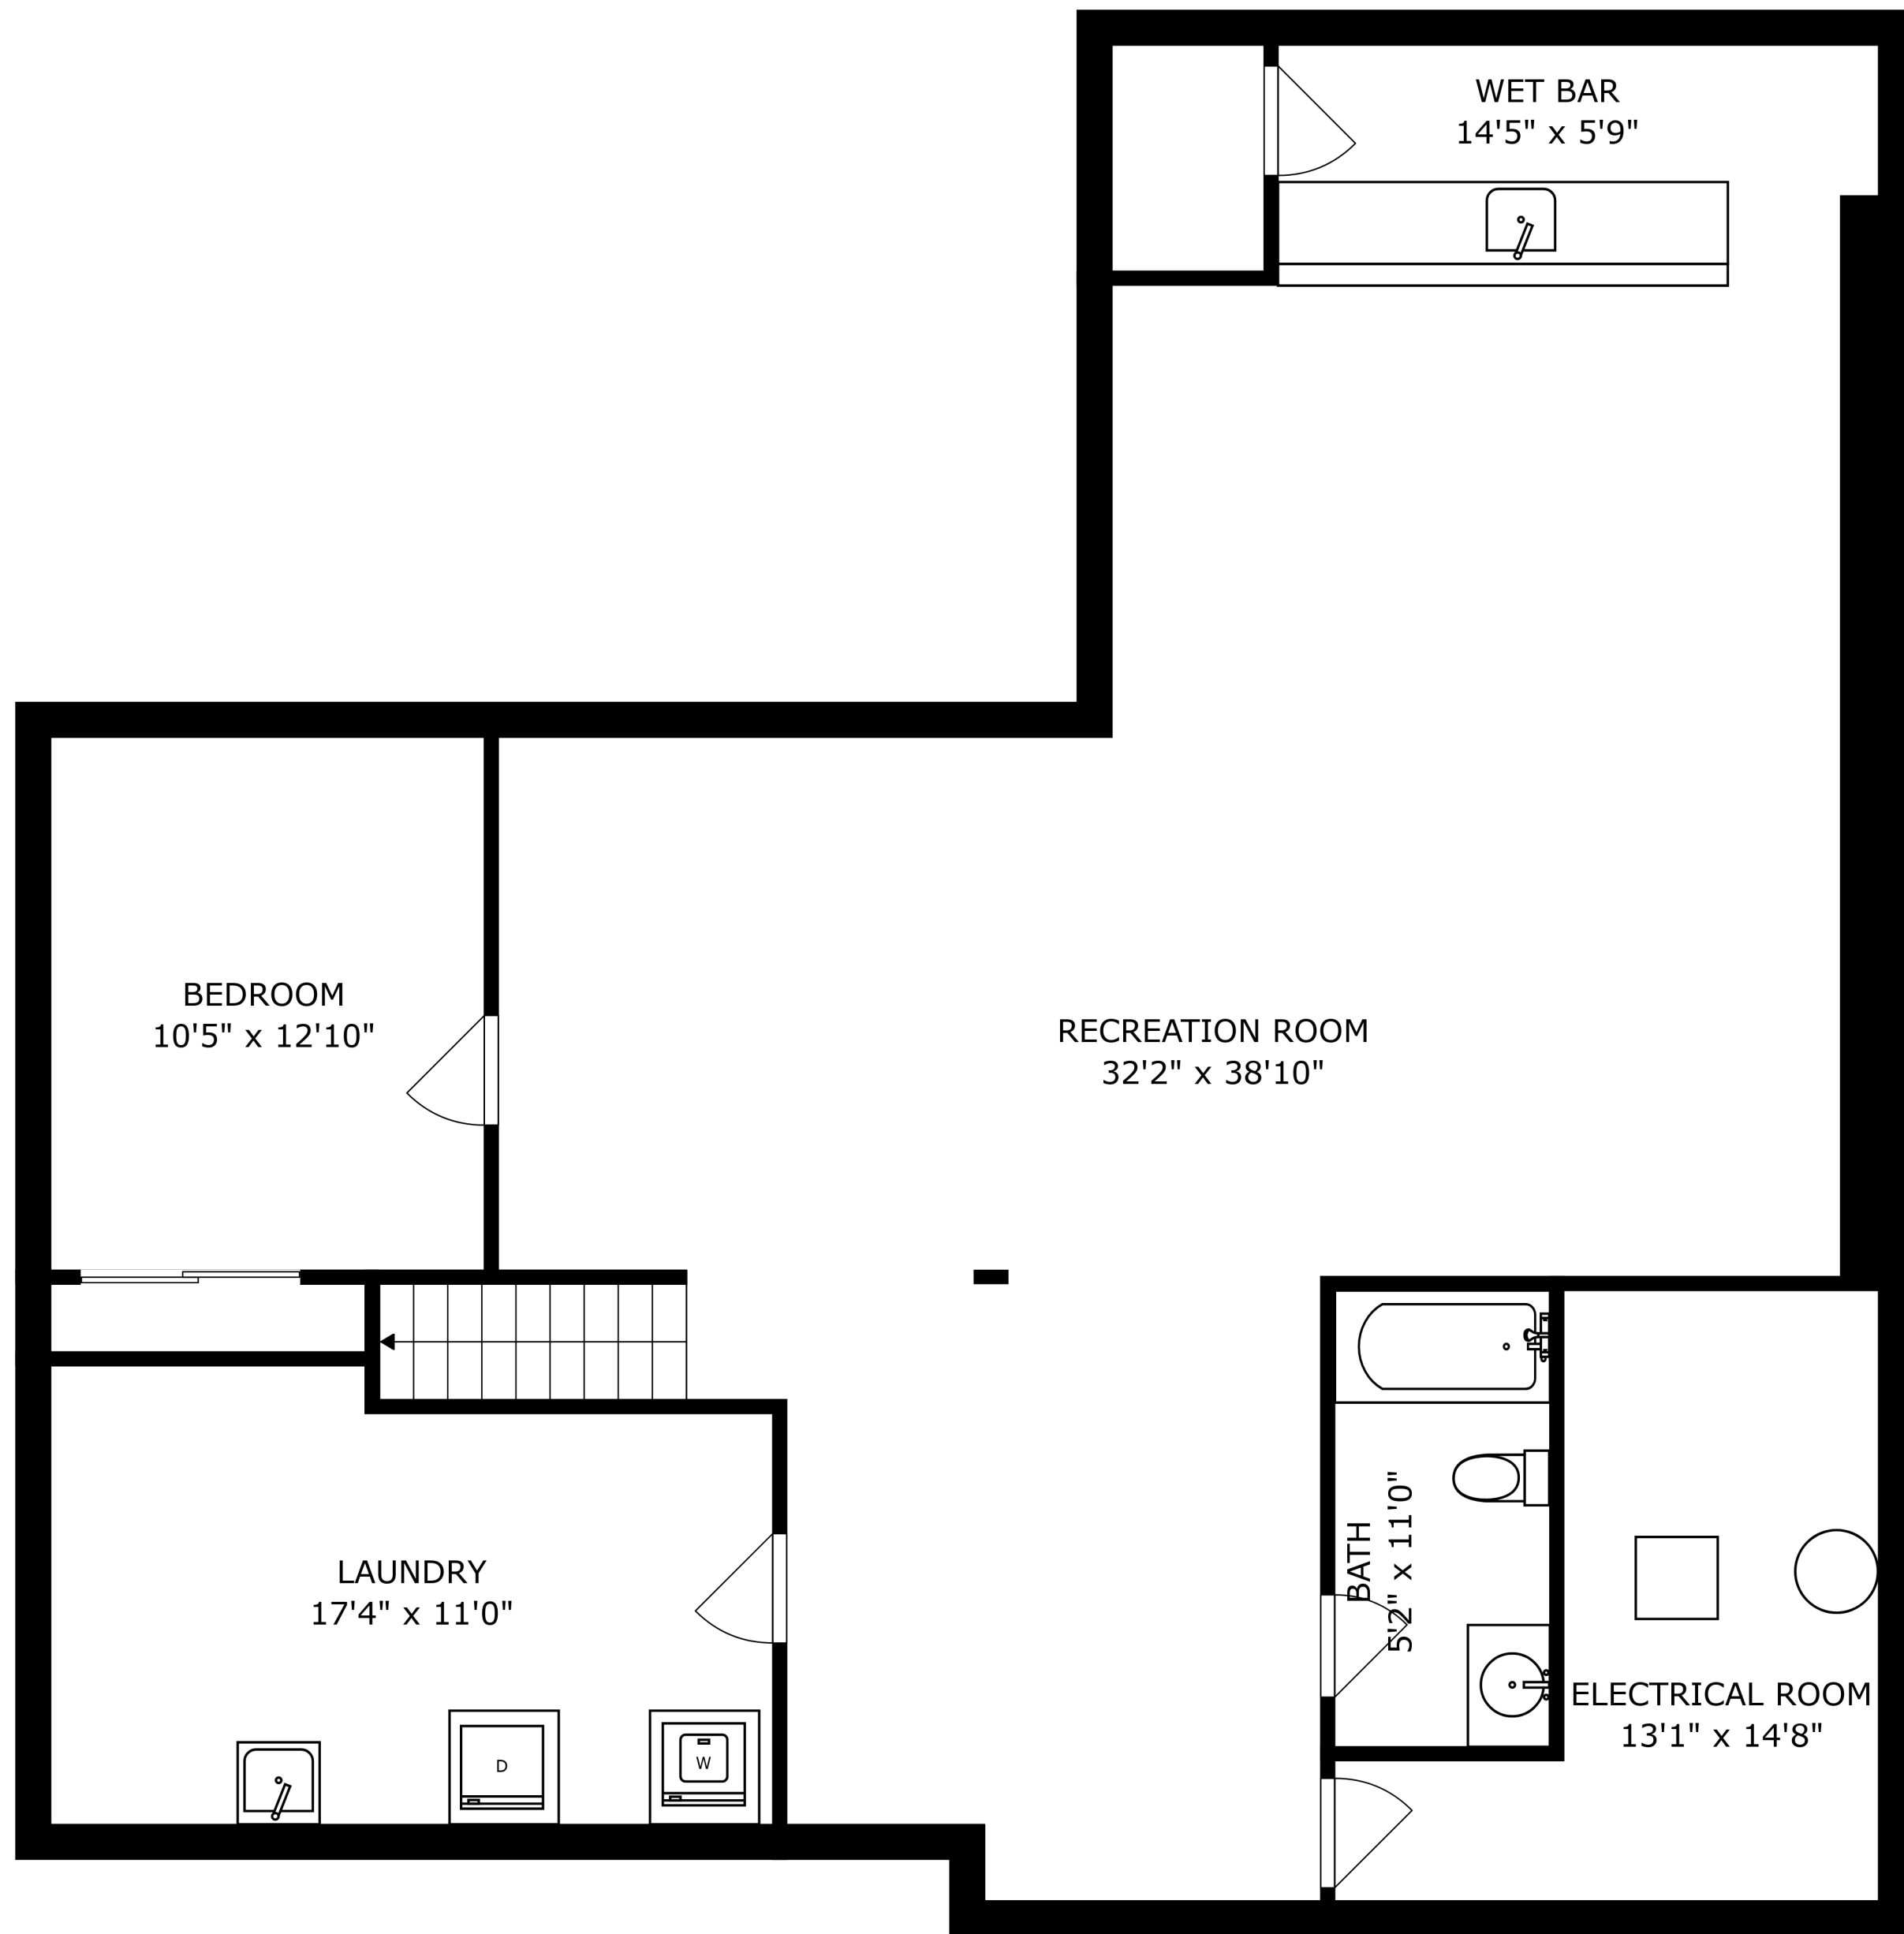 WET BAR
14'5" x 5'9"
BEDROOM
10'5" x 12'10"
RECREATION ROOM
32'2" x 38'10"
LAUNDRY
17'4" x 11'0"
D
W
BATH
5'2" x 11'0"
ELECTRICAL ROOM
13'1" x 14'8"